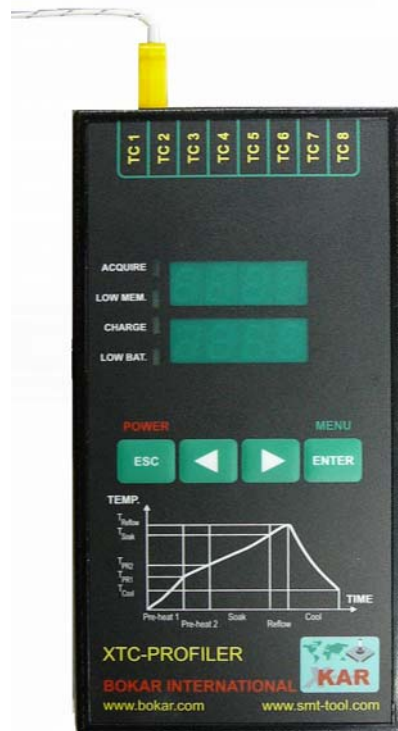 TC 1 TC 2 TC 3 TC 4 TC 5 TC 6 TC 7 TC 8
ACQUIRE
LOW MEM.
CHARGE
LOW BAT.
POWER MENU
ESC ENTER
TEMP.
TReflow
TSoak
TPR2
TPR1
TCool
TIME
Pre-heat 1 Pre-heat 2 Soak Reflow Cool
XTC-PROFILER
BOKAR INTERNATIONAL
KAR
www.bokar.com www.smt-tool.com